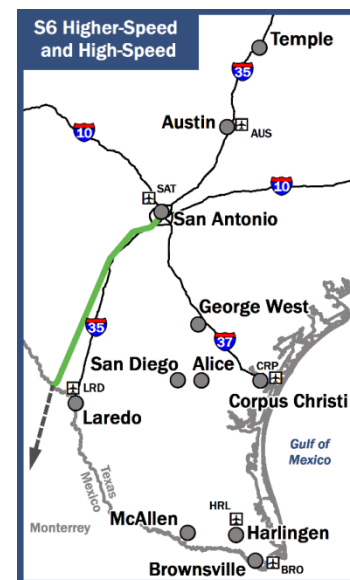 S6 Higher-Speed
and High-Speed
Temple
35
10
Austin
AUS
SAT
10
San Antonio
George West
35
37
San Diego
Alice
CRP
LRD
Corpus Christi
Laredo
Gulf of
Mexico
Texas
Mexico
HRL
Monterrey
McAllen
Harlingen
Brownsville
BRO